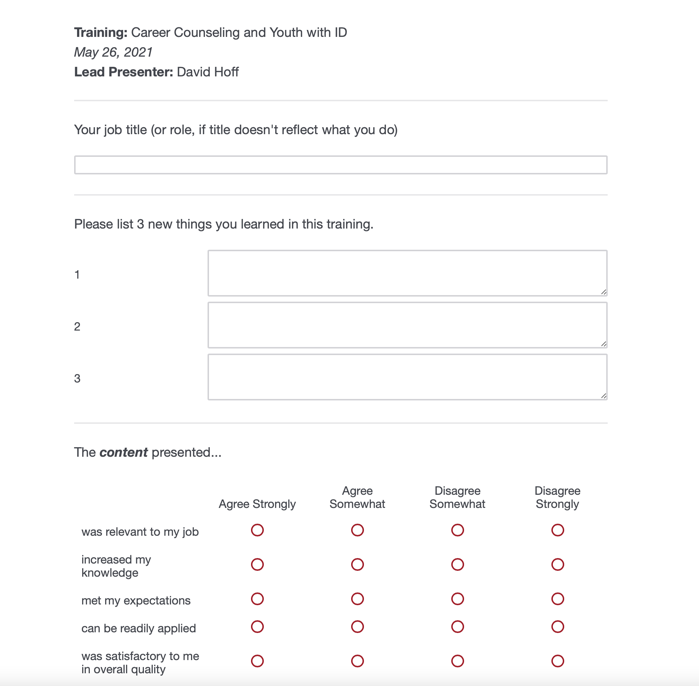 Training: Career Counseling and Youth with ID
May 26, 2021
Lead Presenter: David Hoff
Your job title (or role, if title doesn't reflect what you do)
Please list 3 new things you learned in this training.
1
2
3
The content presented...
Agree Strongly
Agree
Somewhat
Disagree
Somewhat
Disagree
Strongly
was relevant to my job
increased my
knowledge
met my expectations
can be readily applied
was satisfactory to me
in overall quality